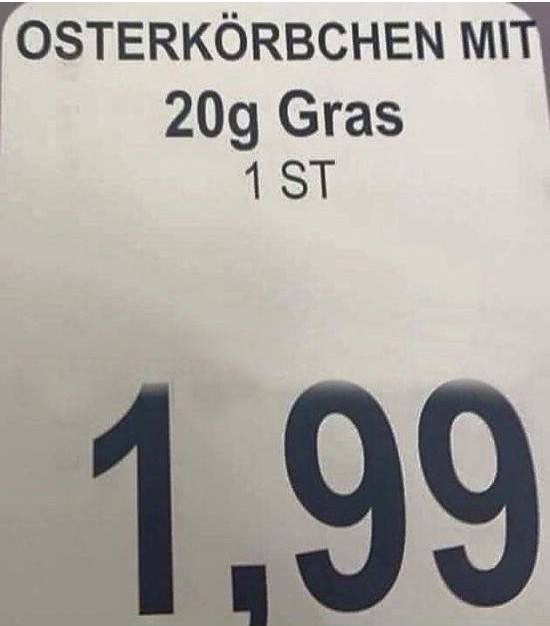 OSTERKÖRBCHEN MIT
20g Gras
1 ST
1,99